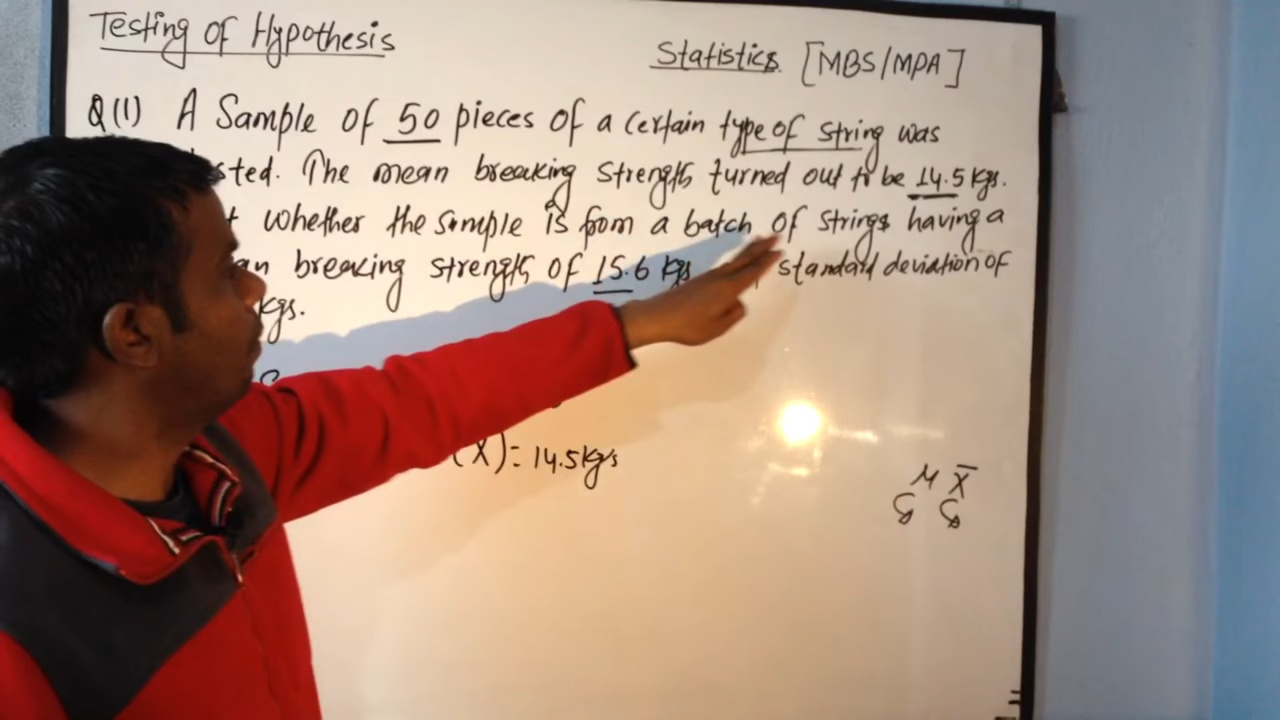 Testing of Hypothesis
Statistics [MBS/MPA]
Q(1) A Sample of 50 pieces of a certain type of string was
sted. The mean breaking strength turned out to be 14.5 kgs.
whether the sample is from a batch of strings having a
an breaking strength of 15.6 kgs standard deviation of
kgs.
(X) = 14.5 kgs
μ X̄